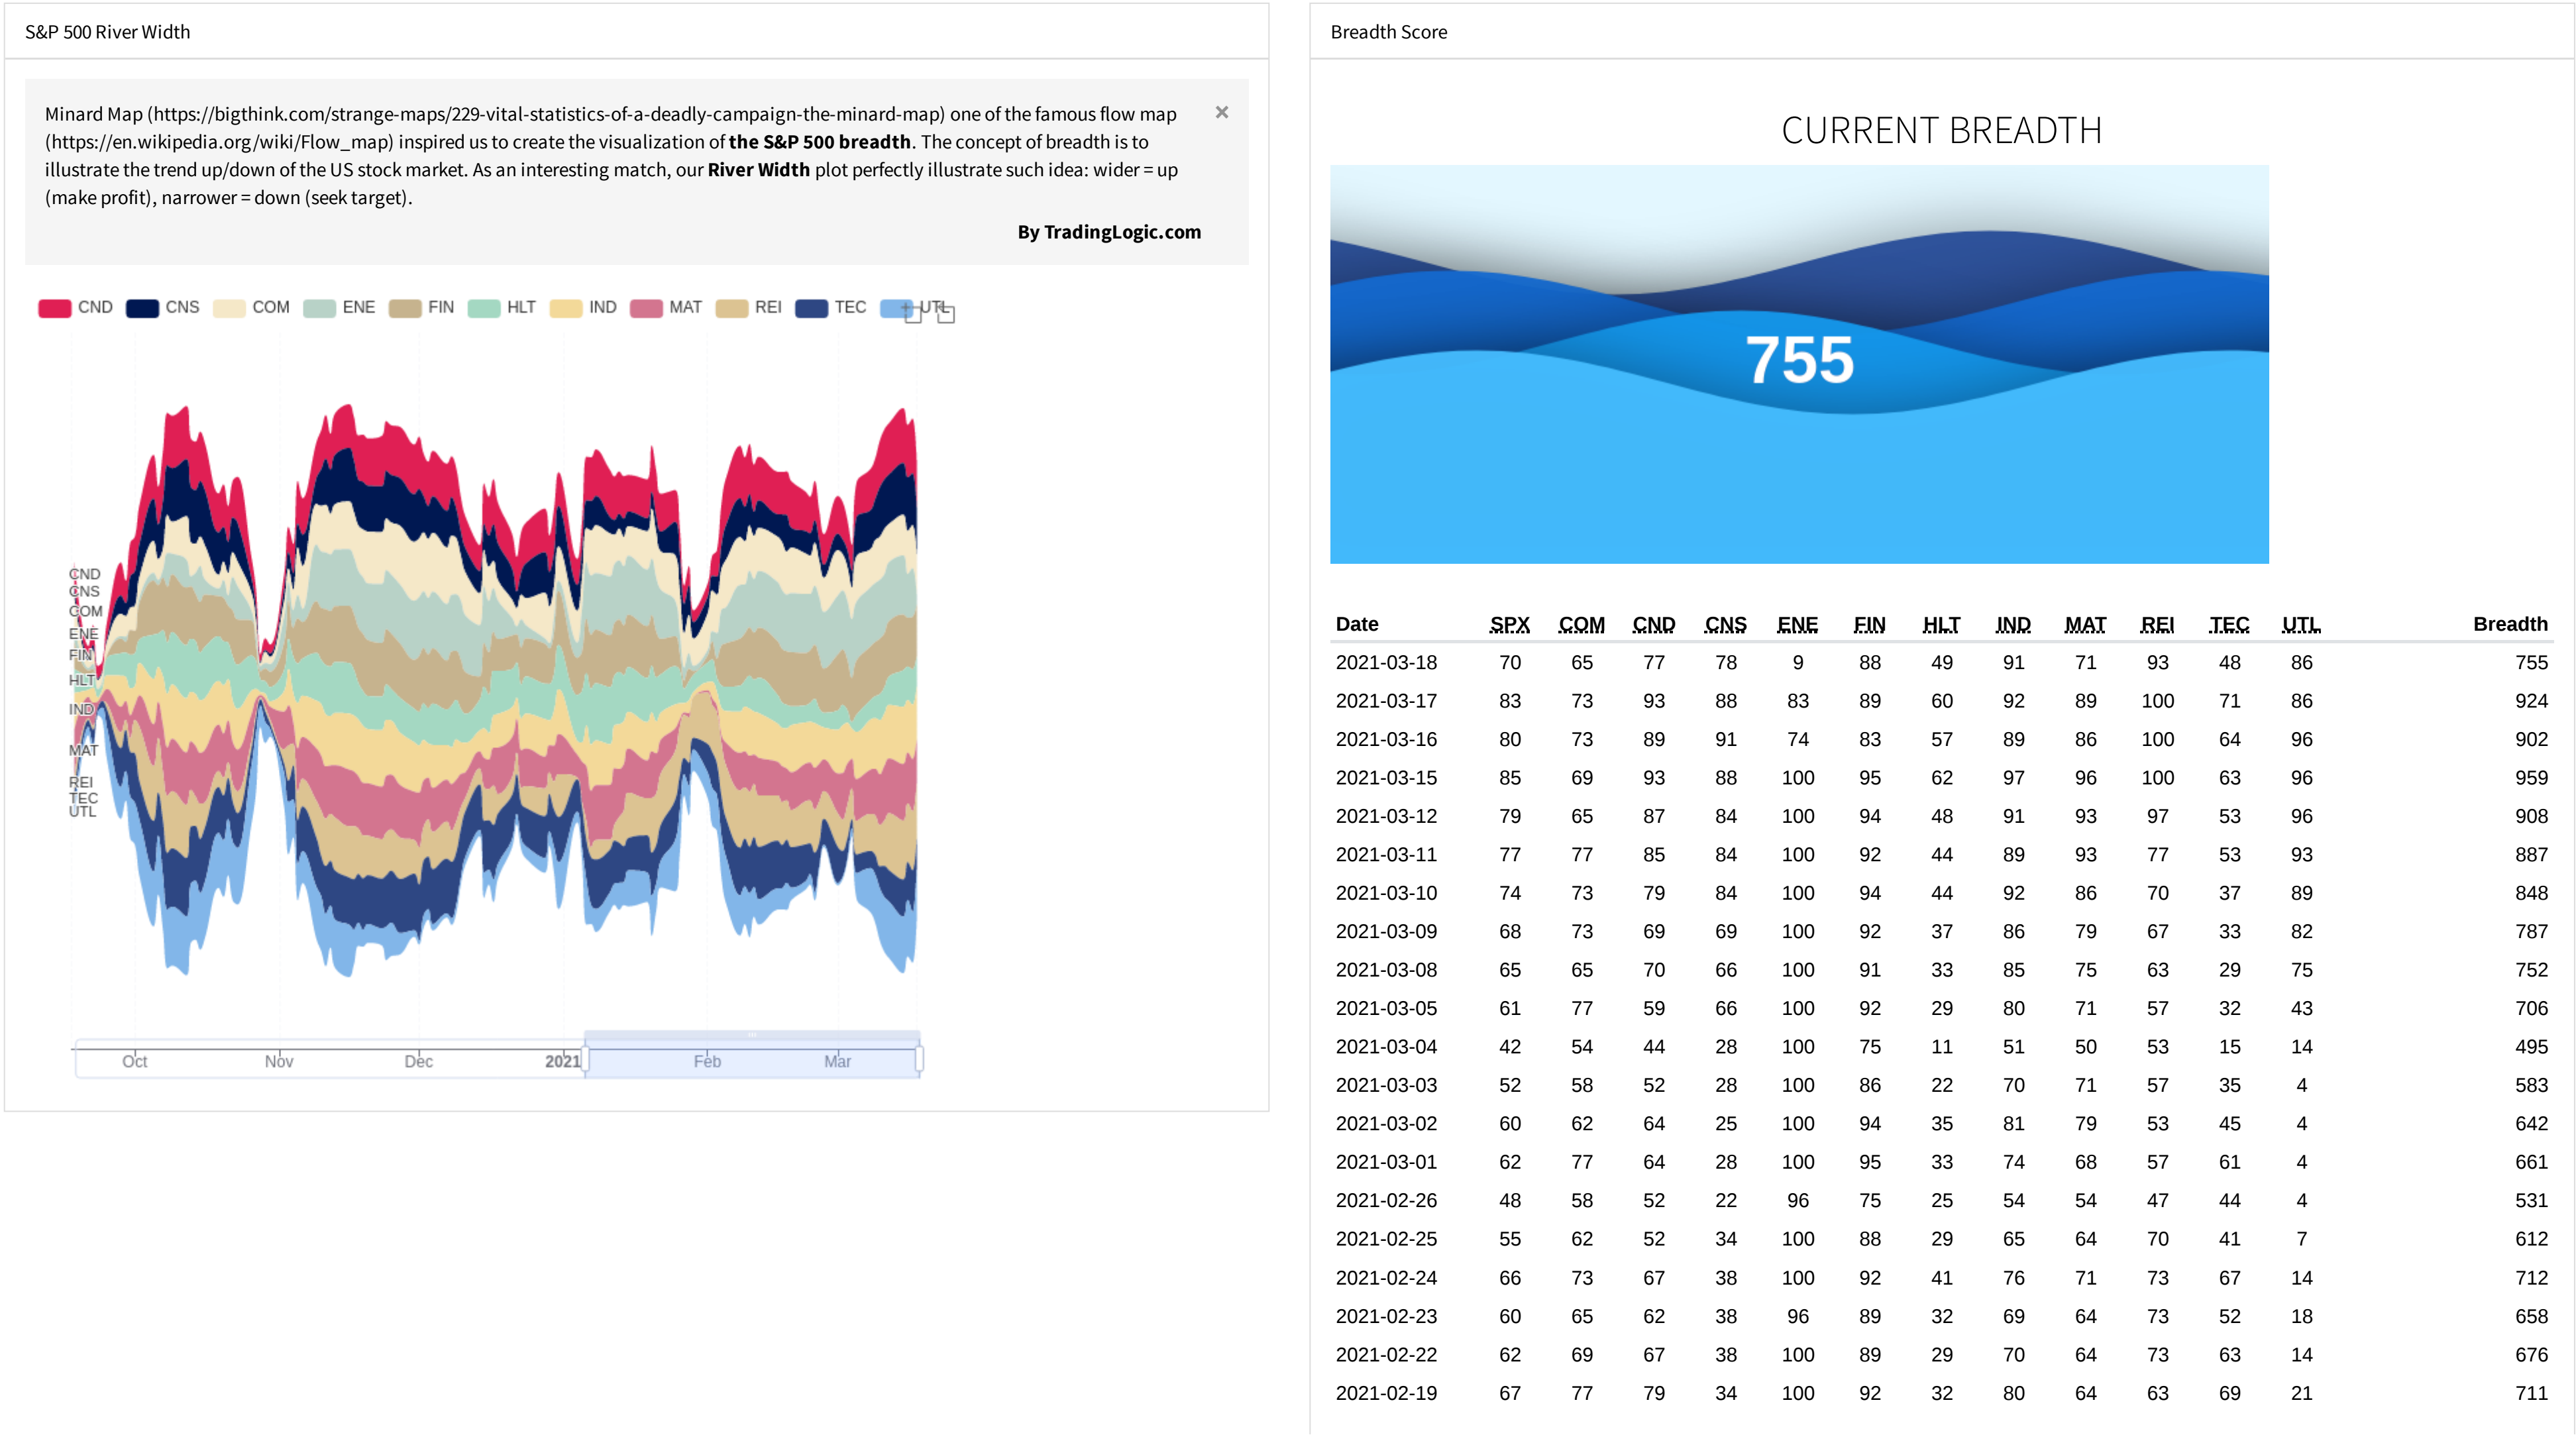 S&P 500 River Width
Minard Map (https://bigthink.com/strange-maps/229-vital-statistics-of-a-deadly-campaign-the-minard-map) one of the famous flow map
(https://en.wikipedia.org/wiki/Flow_map) inspired us to create the visualization of the S&P 500 breadth. The concept of breadth is to
illustrate the trend up/down of the US stock market. As an interesting match, our River Width plot perfectly illustrate such idea: wider = up
(make profit), narrower = down (seek target).
×
By TradingLogic.com
CND CNS COM ENE FIN HLT IND MAT REI TEC UTL
CND
CNS
COM
ENE
FIN
HLT
IND
MAT
REI
TEC
UTL
Oct Nov Dec 2021 Feb Mar
Breadth Score
CURRENT BREADTH
755
Date SPX COM CND CNS ENE FIN HLT IND MAT REI TEC UTL Breadth
2021-03-18 70 65 77 78 9 88 49 91 71 93 48 86 755
2021-03-17 83 73 93 88 83 89 60 92 89 100 71 86 924
2021-03-16 80 73 89 91 74 83 57 89 86 100 64 96 902
2021-03-15 85 69 93 88 100 95 62 97 96 100 63 96 959
2021-03-12 79 65 87 84 100 94 48 91 93 97 53 96 908
2021-03-11 77 77 85 84 100 92 44 89 93 77 53 93 887
2021-03-10 74 73 79 84 100 94 44 92 86 70 37 89 848
2021-03-09 68 73 69 69 100 92 37 86 79 67 33 82 787
2021-03-08 65 65 70 66 100 91 33 85 75 63 29 75 752
2021-03-05 61 77 59 66 100 92 29 80 71 57 32 43 706
2021-03-04 42 54 44 28 100 75 11 51 50 53 15 14 495
2021-03-03 52 58 52 28 100 86 22 70 71 57 35 4 583
2021-03-02 60 62 64 25 100 94 35 81 79 53 45 4 642
2021-03-01 62 77 64 28 100 95 33 74 68 57 61 4 661
2021-02-26 48 58 52 22 96 75 25 54 54 47 44 4 531
2021-02-25 55 62 52 34 100 88 29 65 64 70 41 7 612
2021-02-24 66 73 67 38 100 92 41 76 71 73 67 14 712
2021-02-23 60 65 62 38 96 89 32 69 64 73 52 18 658
2021-02-22 62 69 67 38 100 89 29 70 64 73 63 14 676
2021-02-19 67 77 79 34 100 92 32 80 64 63 69 21 711